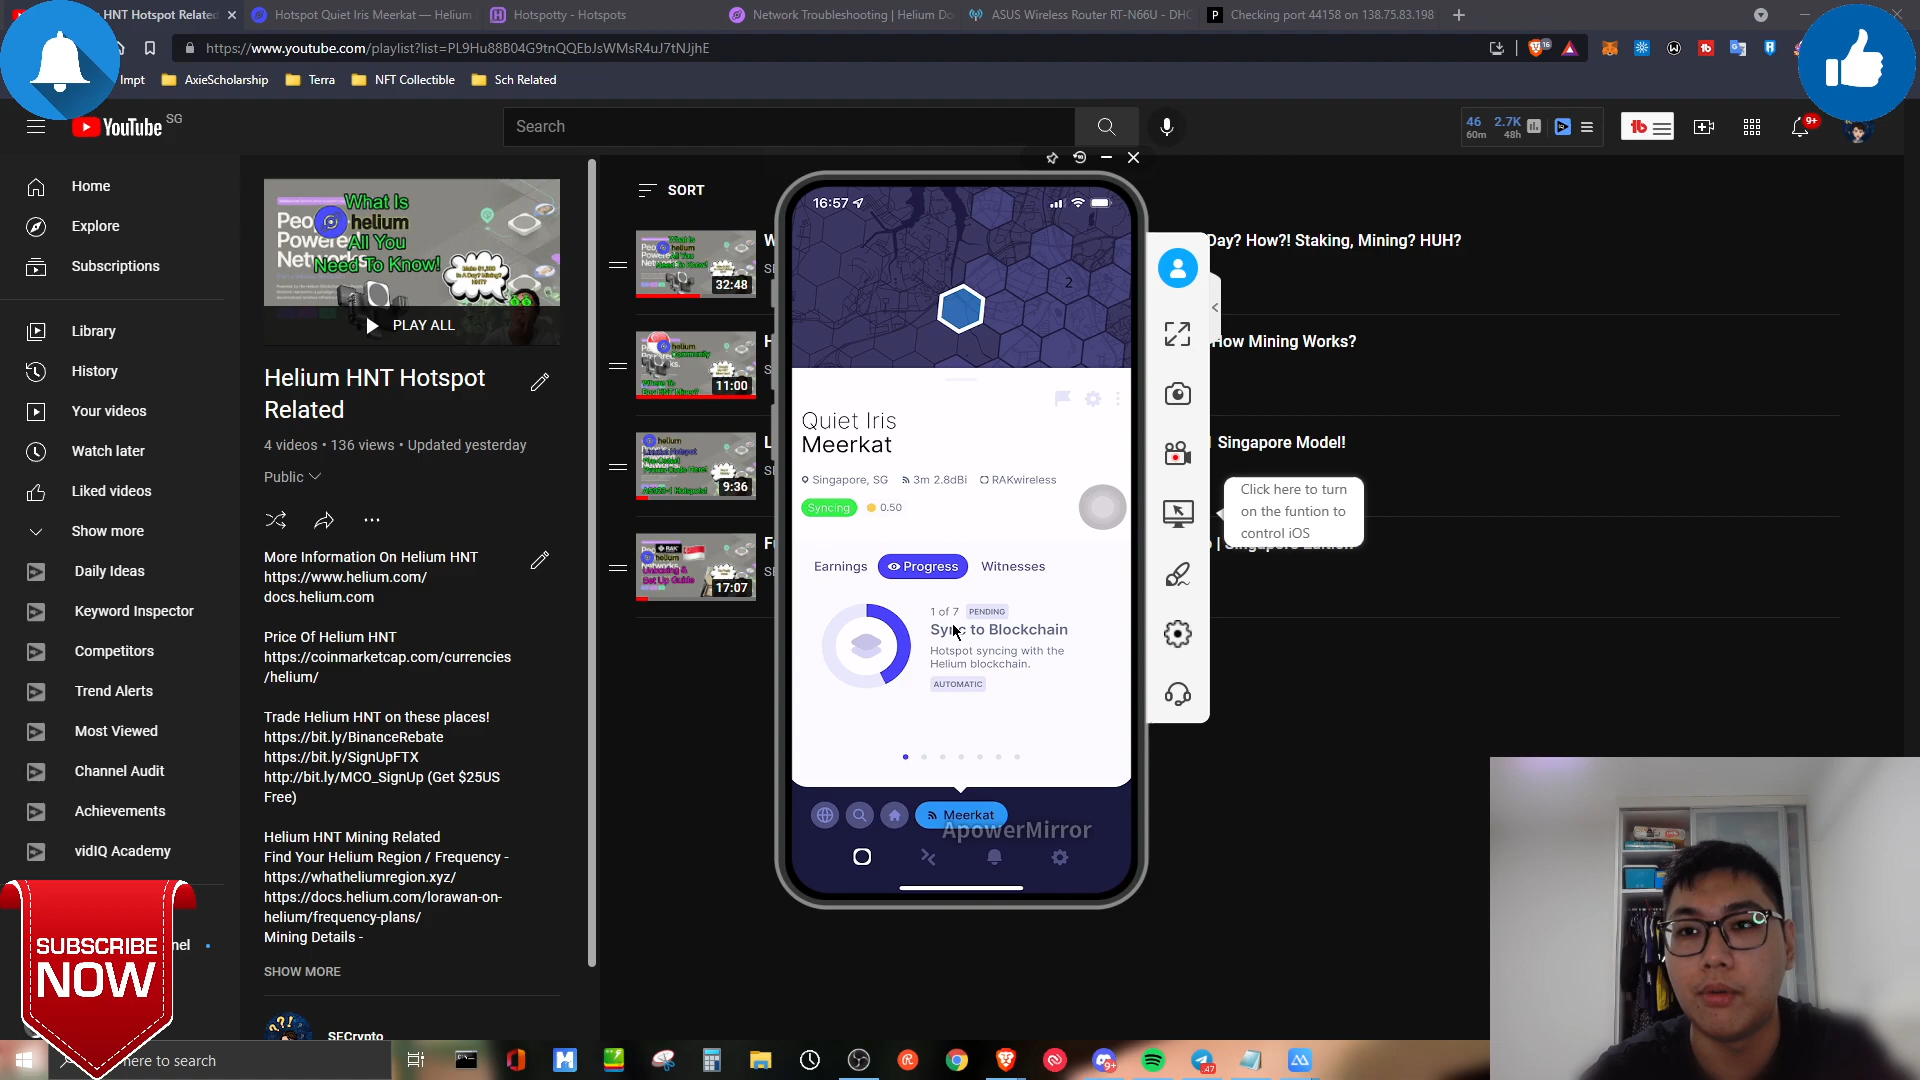 HNT Hotspot Related
Hotspot Quiet Iris Meerkat — Helium
Hotspotty - Hotspots
Network Troubleshooting | Helium Do
ASUS Wireless Router RT-N66U - DHC
Checking port 44158 on 138.75.83.198
https://www.youtube.com/playlist?list=PL9Hu88B04G9tnQQEbJsWMsR4uJ7tNJjhE
Impt
AxieScholarship
Terra
NFT Collectible
Sch Related
YouTube SG
Search
46 60m
2.7K 48h
9+
Home
Explore
Subscriptions
Library
History
Your videos
Watch later
Liked videos
Show more
Daily Ideas
Keyword Inspector
Competitors
Trend Alerts
Most Viewed
Channel Audit
Achievements
vidIQ Academy
nel
SUBSCRIBE
NOW
What Is
helium
All You
Need To Know!
PLAY ALL
Helium HNT Hotspot
Related
4 videos • 136 views • Updated yesterday
Public
More Information On Helium HNT
https://www.helium.com/
docs.helium.com
Price Of Helium HNT
https://coinmarketcap.com/currencies
/helium/
Trade Helium HNT on these places!
https://bit.ly/BinanceRebate
https://bit.ly/SignUpFTX
http://bit.ly/MCO_SignUp (Get $25US
Free)
Helium HNT Mining Related
Find Your Helium Region / Frequency -
https://whatheliumregion.xyz/
https://docs.helium.com/lorawan-on-
helium/frequency-plans/
Mining Details -
SHOW MORE
SECrypto
SORT
32:48
11:00
9:36
17:07
Day? How?! Staking, Mining? HUH?
How Mining Works?
| Singapore Model!
16:57
2
Quiet Iris
Meerkat
Singapore, SG
3m 2.8dBi
RAKwireless
Syncing
0.50
Earnings
Progress
Witnesses
1 of 7 PENDING
Sync to Blockchain
Hotspot syncing with the
Helium blockchain.
AUTOMATIC
Meerkat
ApowerMirror
Click here to turn
on the funtion to
control iOS
here to search
9+
47